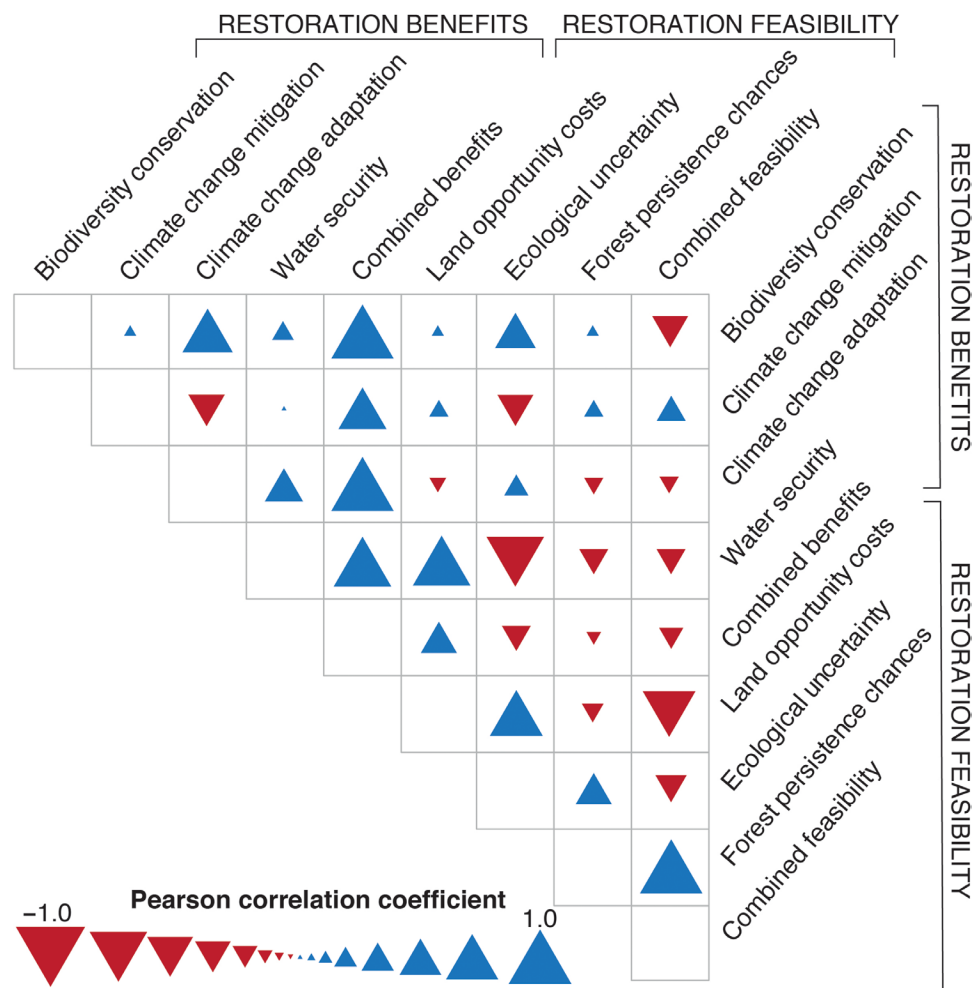 RESTORATION BENEFITS
RESTORATION FEASIBILITY
Biodiversity conservation
Climate change mitigation
Climate change adaptation
Water security
Combined benefits
Land opportunity costs
Ecological uncertainty
Forest persistence chances
Combined feasibility
Biodiversity conservation
Climate change mitigation
Climate change adaptation
Water security
Combined benefits
Land opportunity costs
Ecological uncertainty
Forest persistence chances
Combined feasibility
RESTORATION BENEFITS
RESTORATION FEASIBILITY
Pearson correlation coefficient
−1.0
1.0